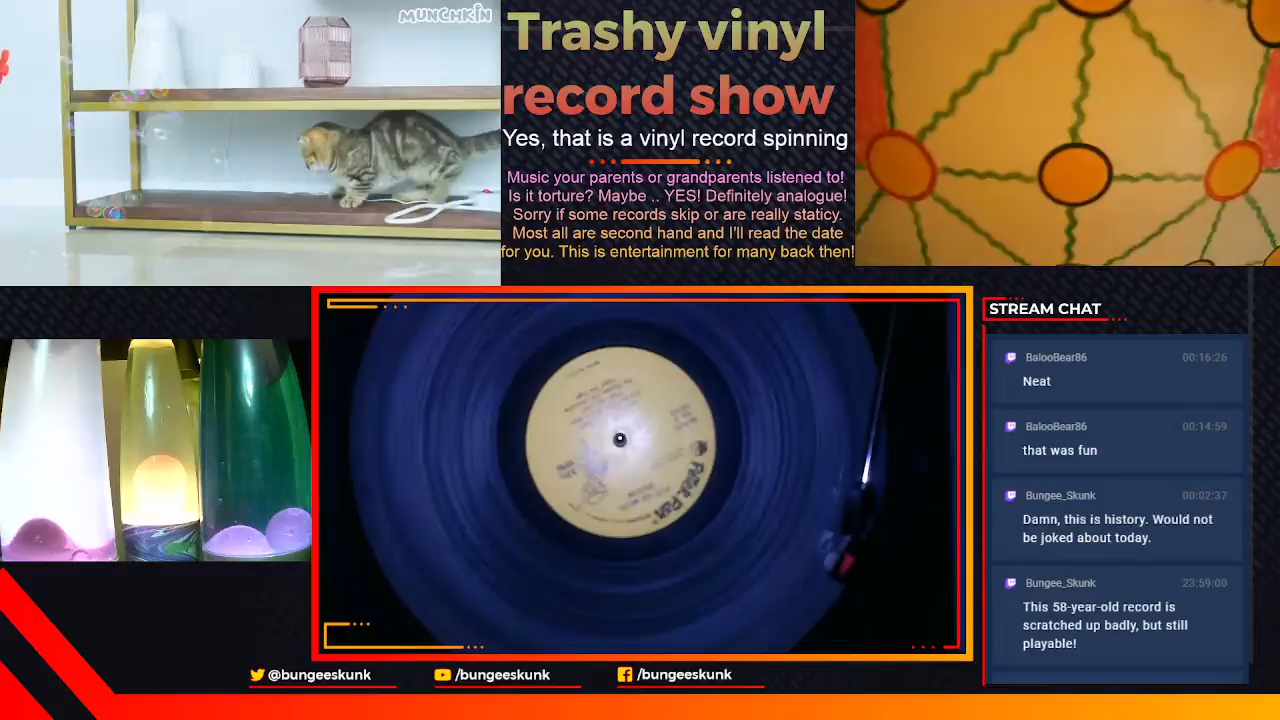 MUNCHKIN
Trashy vinyl
record show
Yes, that is a vinyl record spinning
Music your parents or grandparents listened to!
Is it torture? Maybe .. YES! Definitely analogue!
Sorry if some records skip or are really staticy.
Most all are second hand and I'll read the date
for you. This is entertainment for many back then!
Peter Pan
STREAM CHAT
BalooBear86 00:16:26
Neat
BalooBear86 00:14:59
that was fun
Bungee_Skunk 00:02:37
Damn, this is history. Would not
be joked about today.
Bungee_Skunk 23:59:00
This 58-year-old record is
scratched up badly, but still
playable!
@bungeeskunk
/bungeeskunk
/bungeeskunk